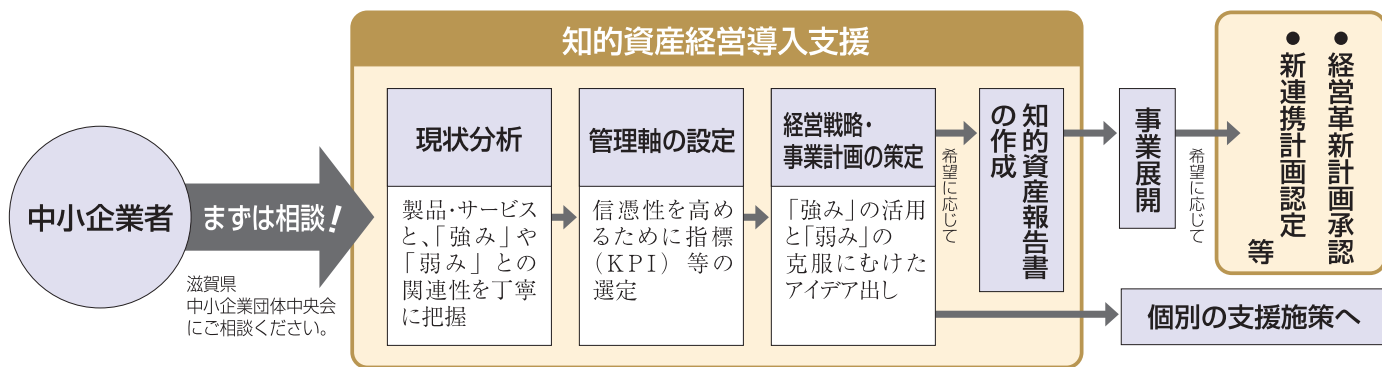 知的資産経営導入支援
中小企業者
まずは相談！
滋賀県
中小企業団体中央会
にご相談ください。
現状分析
製品・サービス
と、「強み」や
「弱み」との
関連性を丁寧
に把握
管理軸の設定
信憑性を高め
るために指標
（KPI）等の
選定
経営戦略・
事業計画の策定
「強み」の活用
と「弱み」の
克服にむけた
アイデア出し
希望に応じて
知的資産報告書
の作成
事業展開
希望に応じて
●経営革新計画承認
●新連携計画認定
等
個別の支援施策へ